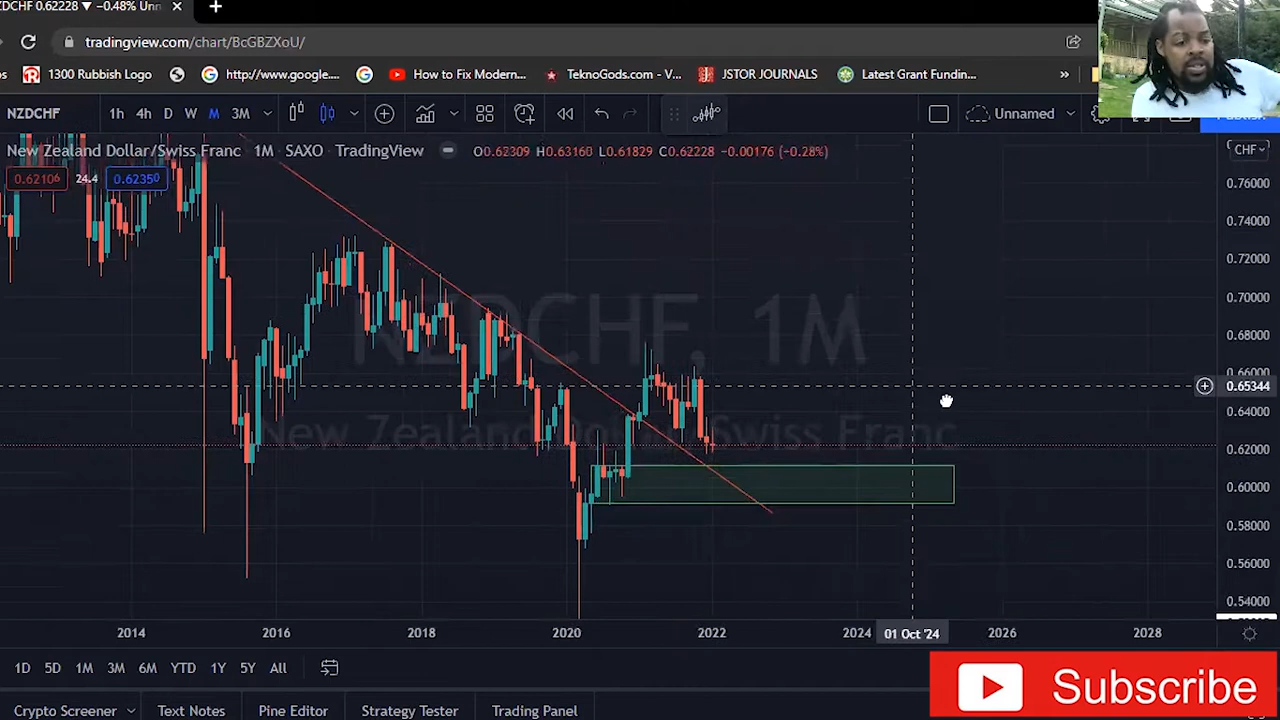 ZDCHF 0.62228 ▼ −0.48% Unn
tradingview.com/chart/BcGBZXoU/
1300 Rubbish Logo http://www.google.... How to Fix Modern... TeknoGods.com - V... JSTOR JOURNALS Latest Grant Fundin... »
NZDCHF 1h 4h D W M 3M Unnamed
New Zealand Dollar/Swiss Franc · 1M · SAXO · TradingView O0.62309 H0.63160 L0.61829 C0.62228 −0.00176 (−0.28%)
CHF
0.62106 24.4 0.62350
0.76000
0.74000
0.72000
0.70000
NZDCHF, 1M
0.68000
0.66000
0.65344
0.64000
New Zealand Dollar/Swiss Franc
0.62000
0.60000
0.58000
0.56000
0.54000
2014 2016 2018 2020 2022 2024 01 Oct '24 2026 2028
1D 5D 1M 3M 6M YTD 1Y 5Y All
Subscribe
Crypto Screener Text Notes Pine Editor Strategy Tester Trading Panel